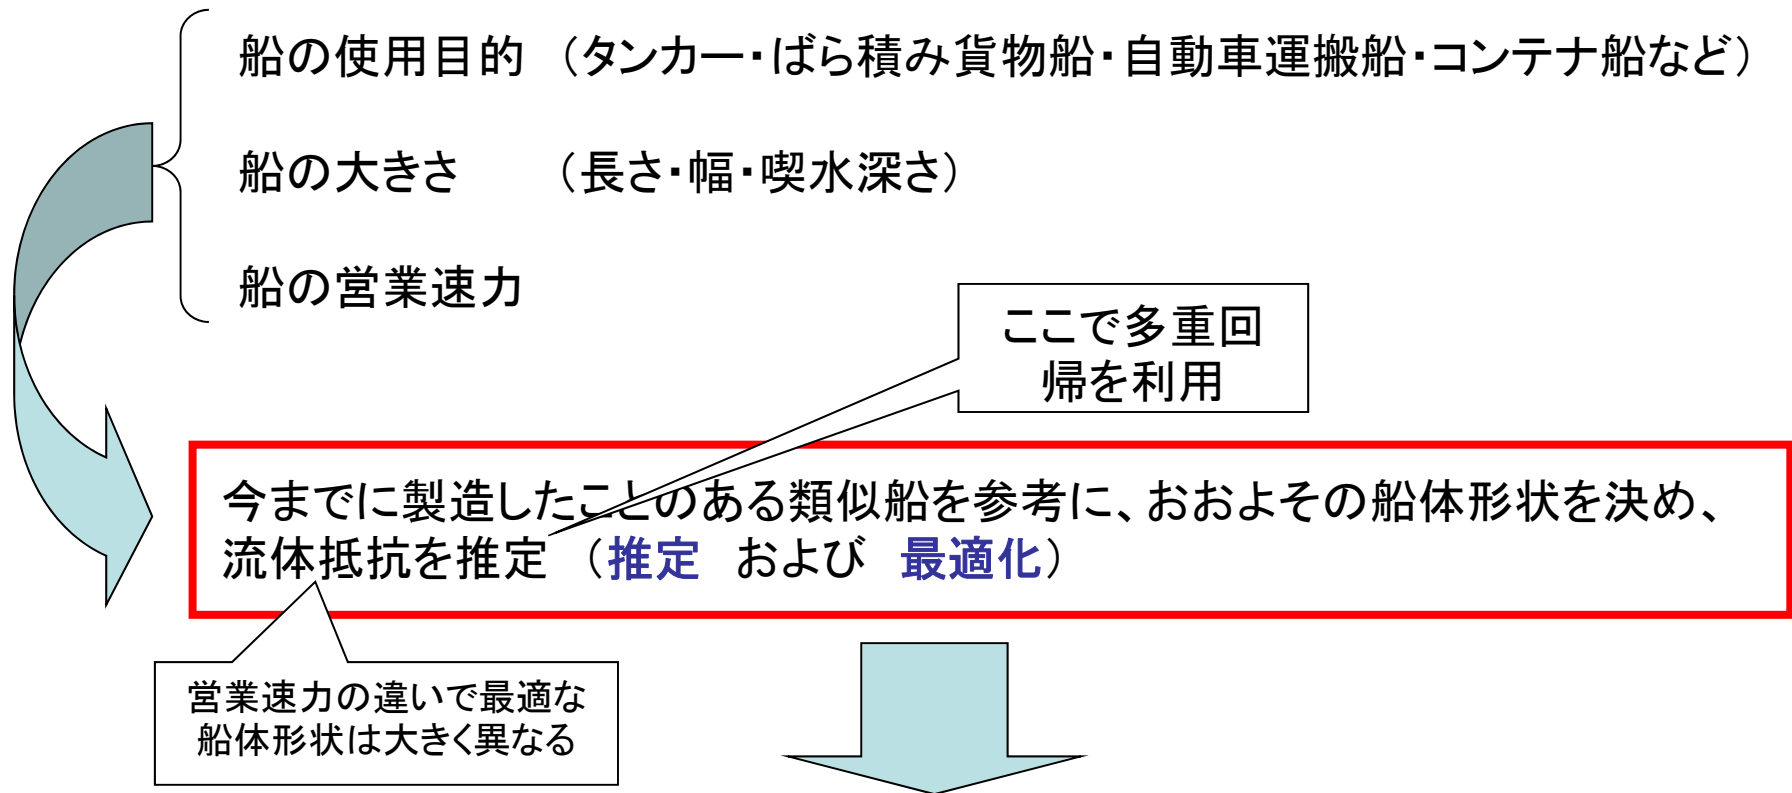 船の使用目的　（タンカー・ばら積み貨物船・自動車運搬船・コンテナ船など）
船の大きさ　　（長さ・幅・喫水深さ）
船の営業速力
ここで多重回
帰を利用
今までに製造したことのある類似船を参考に、おおよその船体形状を決め、
流体抵抗を推定　（推定　および　最適化）
営業速力の違いで最適な
船体形状は大きく異なる